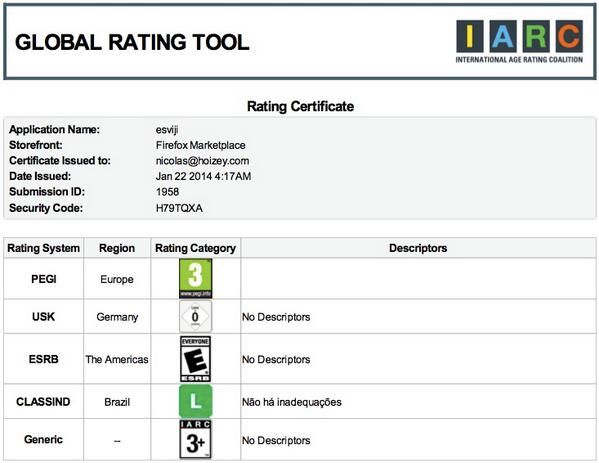 GLOBAL RATING TOOL
IARC
INTERNATIONAL AGE RATING COALITION
Rating Certificate
Application Name: esviji
Storefront: Firefox Marketplace
Certificate Issued to: nicolas@hoizey.com
Date Issued: Jan 22 2014 4:17AM
Submission ID: 1958
Security Code: H79TQXA
Rating System Region Rating Category Descriptors
PEGI Europe 3 www.pegi.info
USK Germany 0 No Descriptors
ESRB The Americas EVERYONE E ESRB No Descriptors
CLASSIND Brazil L Não há inadequações
Generic -- IARC 3+ No Descriptors